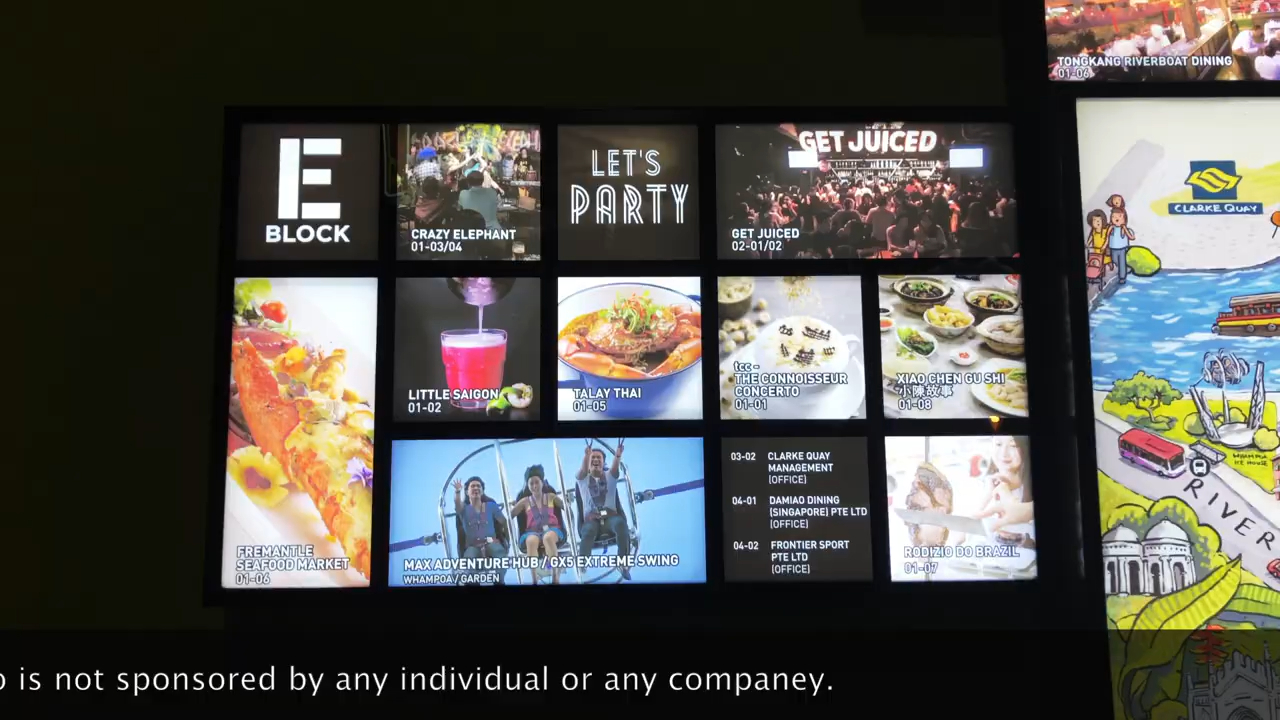 TONGKANG RIVERBOAT DINING
01-06
E
BLOCK
CRAZY ELEPHANT
01-03/04
LET'S
PARTY
GET JUICED
GET JUICED
02-01/02
CLARKE QUAY
FREMANTLE
SEAFOOD MARKET
01-06
LITTLE SAIGON
01-02
TALAY THAI
01-05
tcc -
THE CONNOISSEUR
CONCERTO
01-01
XIAO CHEN GU SHI
小陳故事
01-08
MAX ADVENTURE HUB / GX5 EXTREME SWING
WHAMPOA / GARDEN
03-02 CLARKE QUAY
MANAGEMENT
(OFFICE)
04-01 DAMIAO DINING
(SINGAPORE) PTE LTD
(OFFICE)
04-02 FRONTIER SPORT
PTE LTD
(OFFICE)
RODIZIO DO BRAZIL
01-07
WHAMPOA
ICE HOUSE
RIVER
o is not sponsored by any individual or any companey.